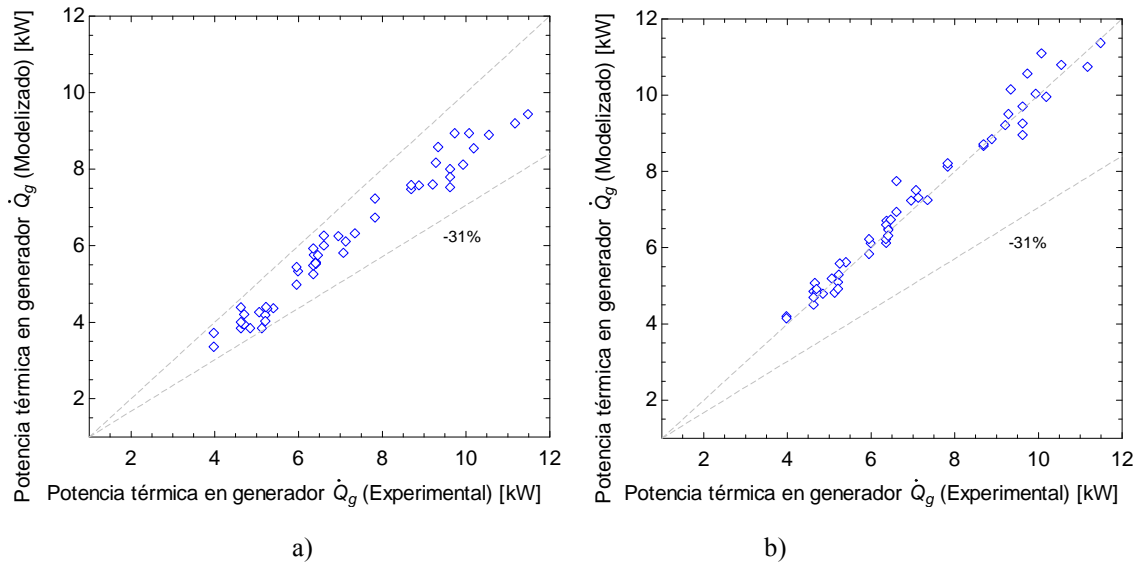 Potencia térmica en generador Q̇g (Modelizado) [kW]
12
10
8
6
4
2
-31%
2 4 6 8 10 12
Potencia térmica en generador Q̇g (Experimental) [kW]
a)
Potencia térmica en generador Q̇g (Modelizado) [kW]
12
10
8
6
4
2
-31%
2 4 6 8 10 12
Potencia térmica en generador Q̇g (Experimental) [kW]
b)